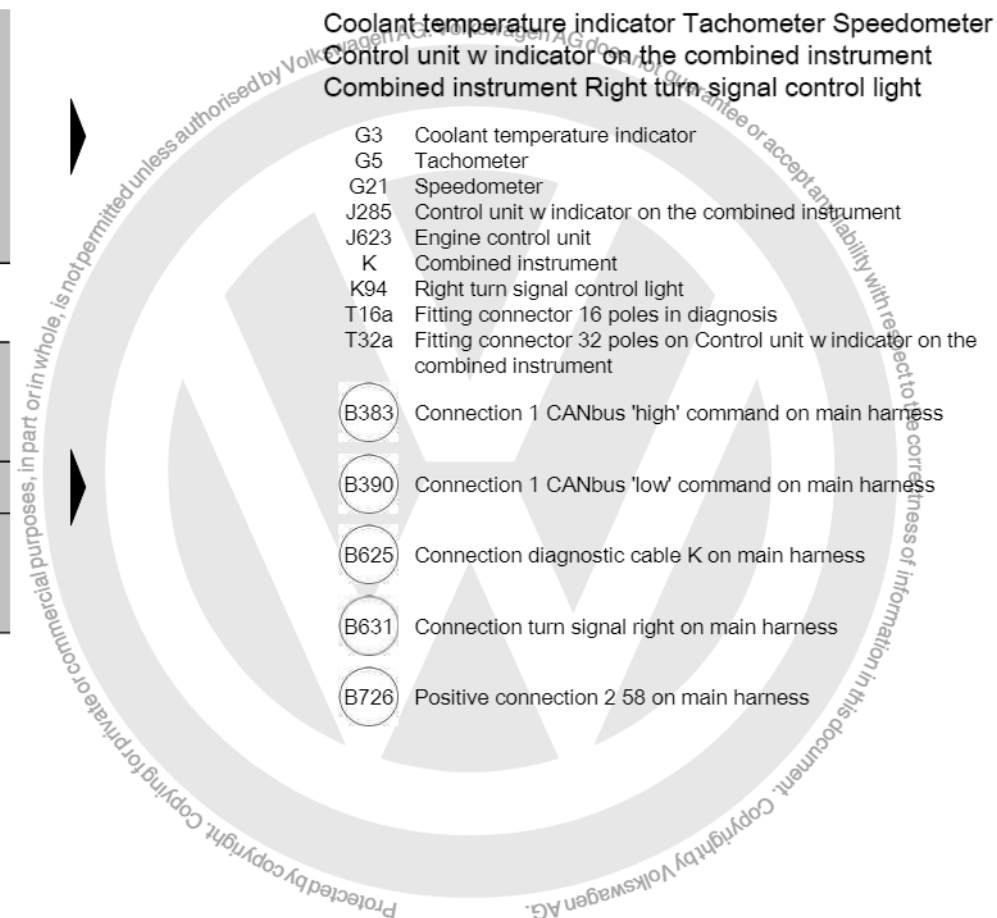 Coolant temperature indicator Tachometer Speedometer
Control unit w indicator on the combined instrument
Combined instrument Right turn signal control light
G3 Coolant temperature indicator
G5 Tachometer
G21 Speedometer
J285 Control unit w indicator on the combined instrument
J623 Engine control unit
K Combined instrument
K94 Right turn signal control light
T16a Fitting connector 16 poles in diagnosis
T32a Fitting connector 32 poles on Control unit w indicator on the
combined instrument
B383 Connection 1 CANbus 'high' command on main harness
B390 Connection 1 CANbus 'low' command on main harness
B625 Connection diagnostic cable K on main harness
B631 Connection turn signal right on main harness
B726 Positive connection 2 58 on main harness
Protected by copyright. Copying for private or commercial purposes, in part or in whole, is not permitted unless authorised by Volkswagen AG. Volkswagen AG does not guarantee or accept any liability with respect to the correctness of information in this document. Copyright by Volkswagen AG.